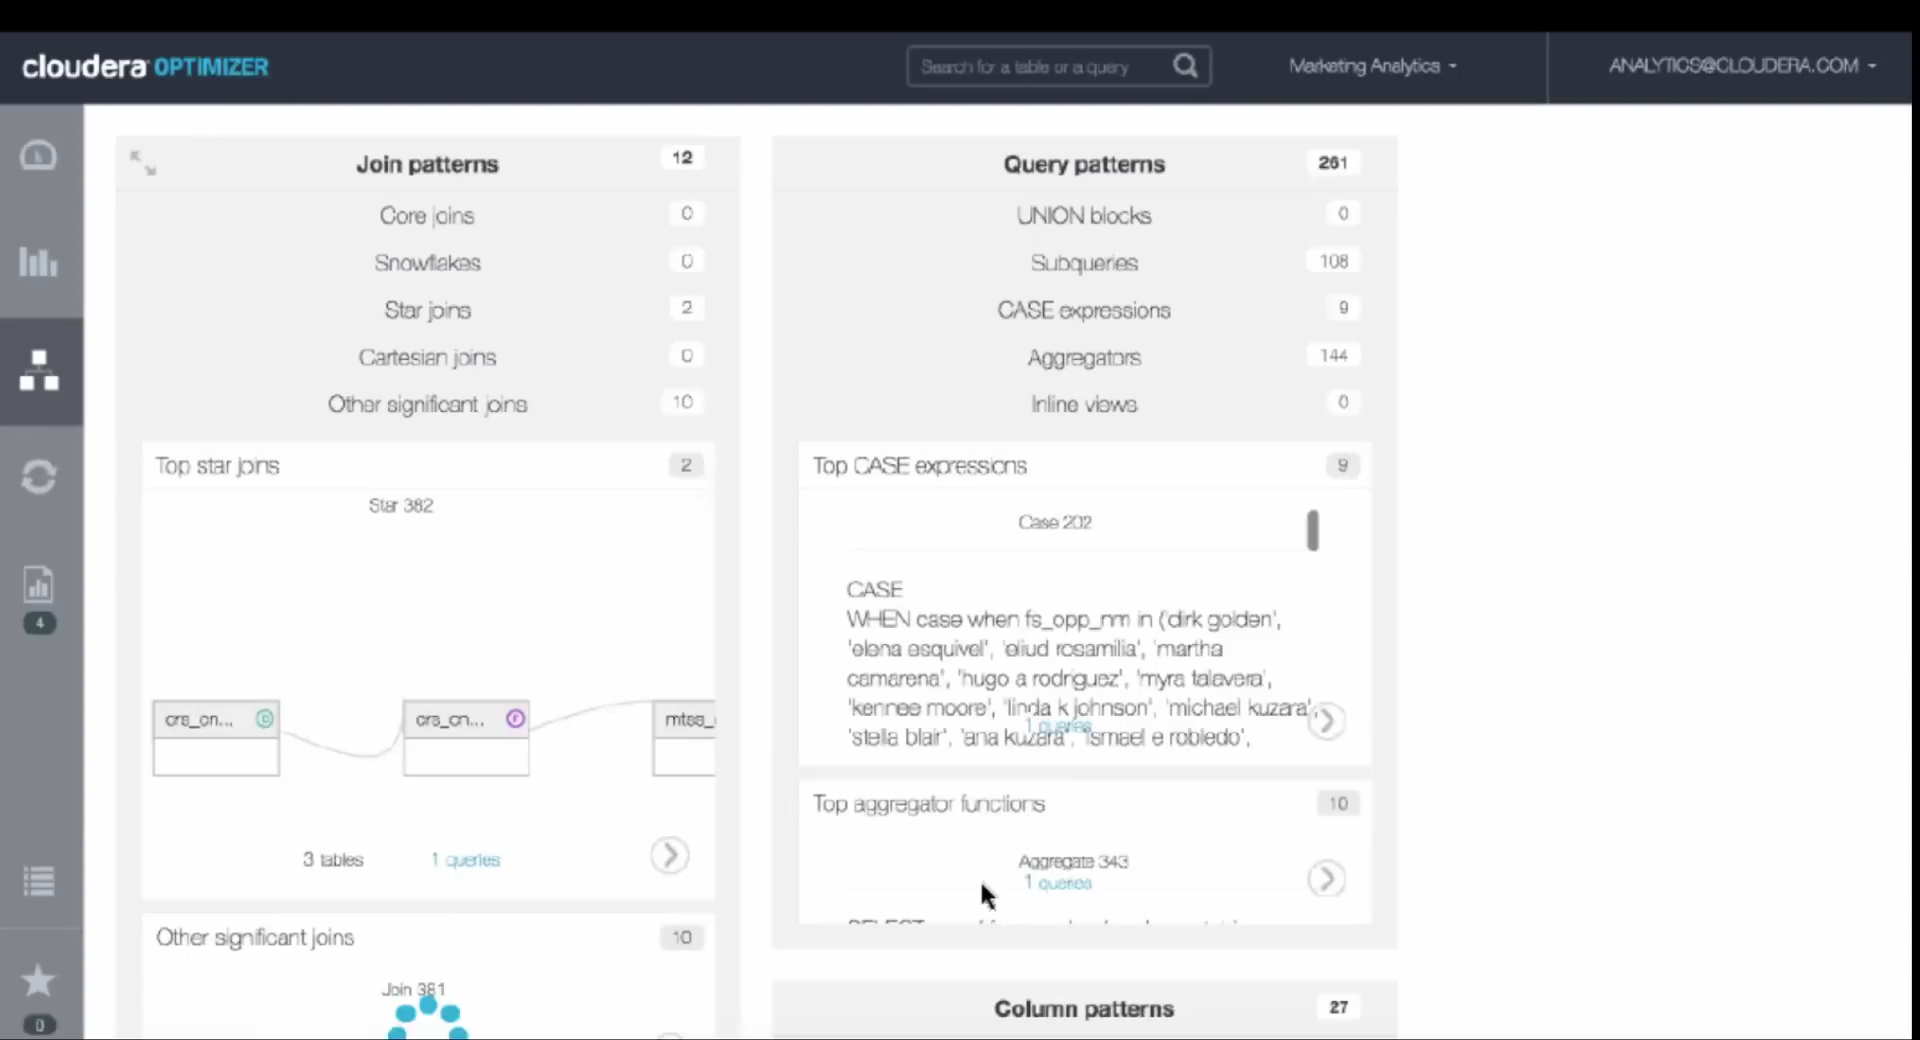 cloudera OPTIMIZER
Search for a table or a query
Marketing Analytics
ANALYTICS@CLOUDERA.COM
Join patterns 12
Core joins 0
Snowflakes 0
Star joins 2
Cartesian joins 0
Other significant joins 10
Top star joins 2
Star 382
crs_cn...
crs_cn...
3 tables 1 queries
Other significant joins 10
Join 381
Query patterns 261
UNION blocks 0
Subqueries 108
CASE expressions 9
Aggregators 144
Inline views 0
Top CASE expressions 9
Case 202
CASE
WHEN case when fs_opp_nm in ('dirk golden',
'elena esquivel', 'eliud rosamilia', 'martha
camarena', 'hugo a rodriguez', 'myra talavera',
'kennee moore', 'linda k johnson', 'michael kuzara',
1 queries
'stella blair', 'ana kuzara', 'ismael e robledo',
Top aggregator functions 10
Aggregate 343
1 queries
Column patterns 27
4
0